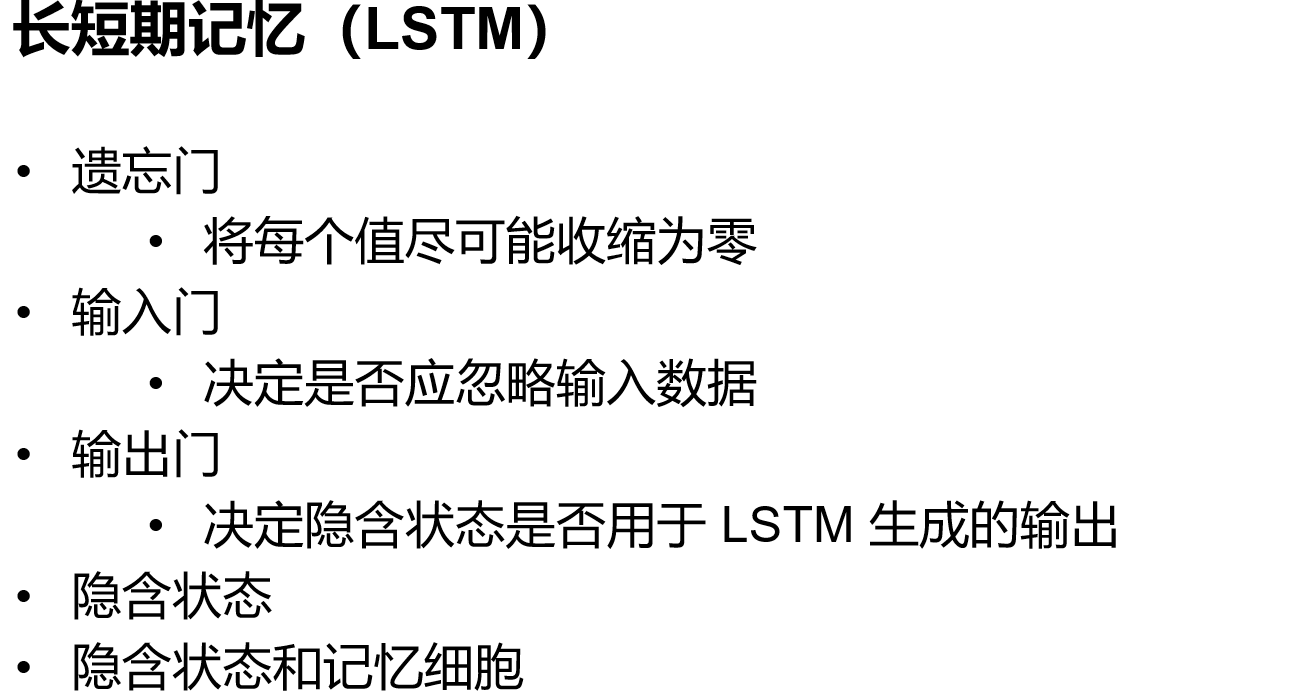 长短期记忆（LSTM）
• 遗忘门
• 将每个值尽可能收缩为零
• 输入门
• 决定是否应忽略输入数据
• 输出门
• 决定隐含状态是否用于 LSTM 生成的输出
• 隐含状态
• 隐含状态和记忆细胞